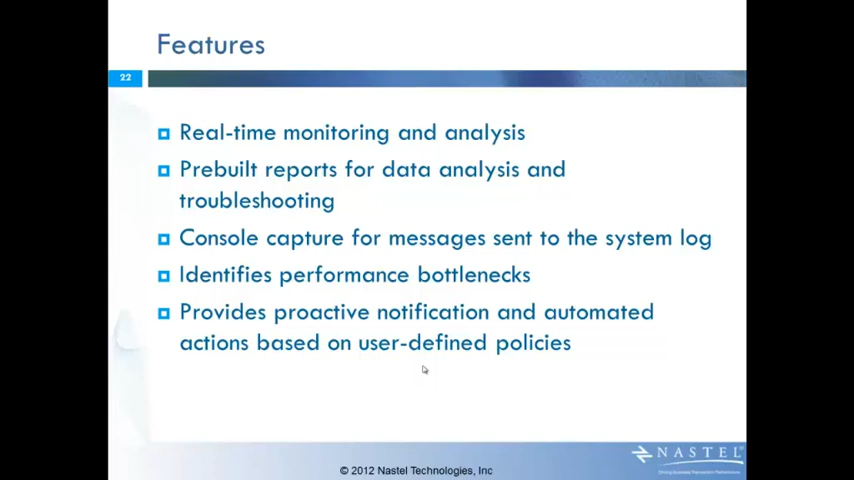 Features
22
Real-time monitoring and analysis
Prebuilt reports for data analysis and
troubleshooting
Console capture for messages sent to the system log
Identifies performance bottlenecks
Provides proactive notification and automated
actions based on user-defined policies
NASTEL
© 2012 Nastel Technologies, Inc